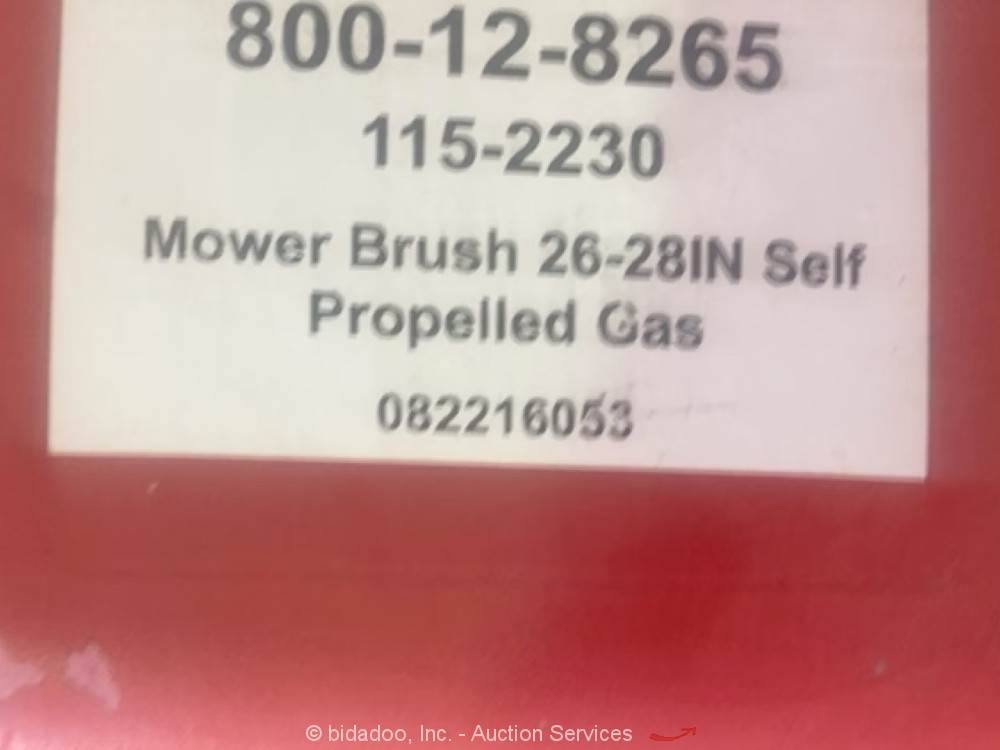 800-12-8265
115-2230
Mower Brush 26-28IN Self
Propelled Gas
082216053
© bidadoo, Inc. - Auction Services